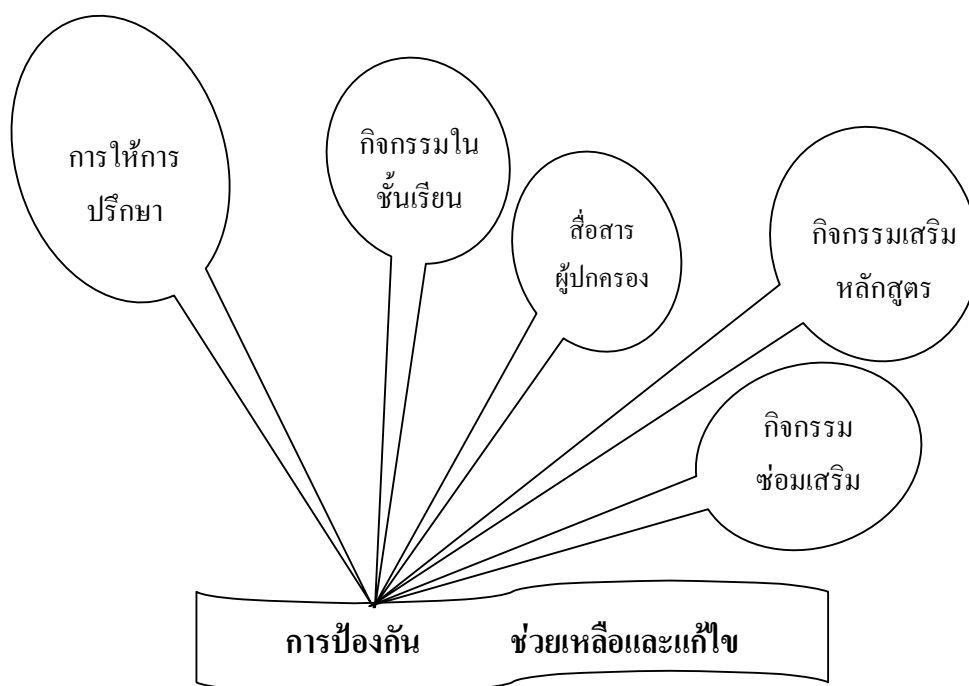 การให้การ
ปรึกษา
กิจกรรมใน
ชั้นเรียน
สื่อสาร
ผู้ปกครอง
กิจกรรมเสริม
หลักสูตร
กิจกรรม
ซ่อมเสริม
การป้องกัน ช่วยเหลือและแก้ไข